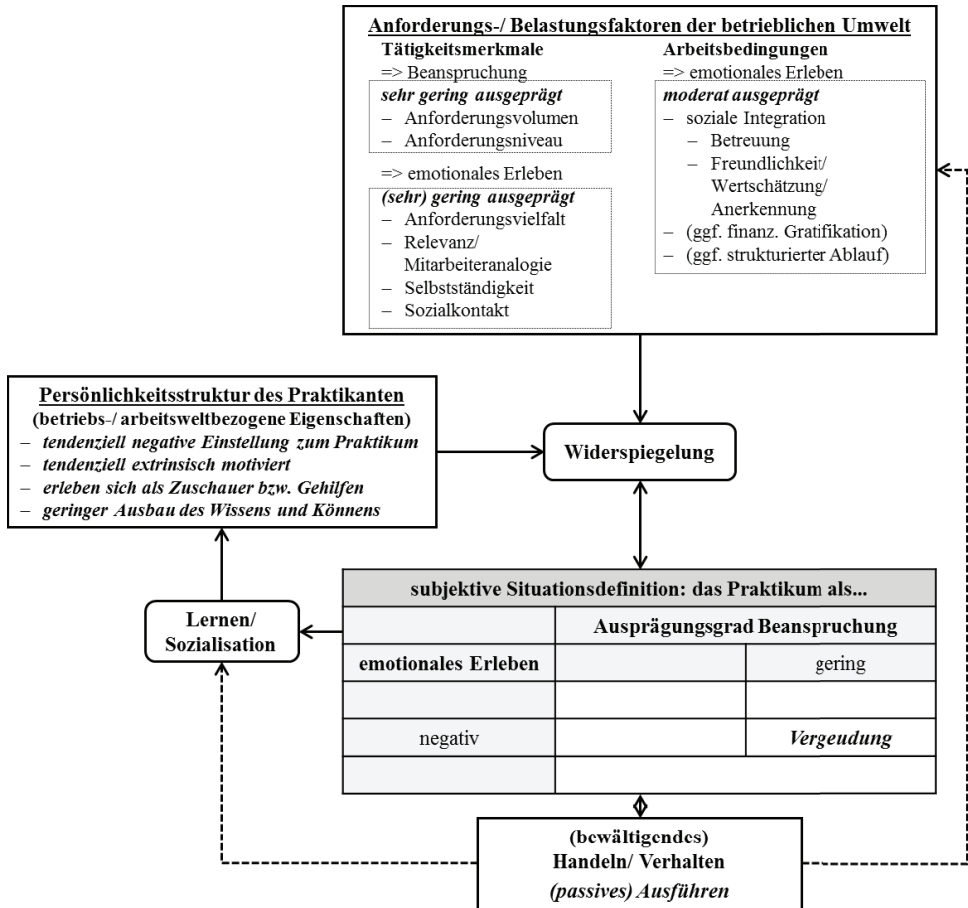 Anforderungs-/ Belastungsfaktoren der betrieblichen Umwelt
Tätigkeitsmerkmale
=> Beanspruchung
sehr gering ausgeprägt
– Anforderungsvolumen
– Anforderungsniveau
=> emotionales Erleben
(sehr) gering ausgeprägt
– Anforderungsvielfalt
– Relevanz/
Mitarbeiteranalogie
– Selbstständigkeit
– Sozialkontakt
Arbeitsbedingungen
=> emotionales Erleben
moderat ausgeprägt
– soziale Integration
– Betreuung
– Freundlichkeit/
Wertschätzung/
Anerkennung
– (ggf. finanz. Gratifikation)
– (ggf. strukturierter Ablauf)
Persönlichkeitsstruktur des Praktikanten
(betriebs-/ arbeitsweltbezogene Eigenschaften)
– tendenziell negative Einstellung zum Praktikum
– tendenziell extrinsisch motiviert
– erleben sich als Zuschauer bzw. Gehilfen
– geringer Ausbau des Wissens und Könnens
Widerspiegelung
Lernen/
Sozialisation
subjektive Situationsdefinition: das Praktikum als...
Ausprägungsgrad Beanspruchung
emotionales Erleben
gering
negativ
Vergeudung
(bewältigendes)
Handeln/ Verhalten
(passives) Ausführen